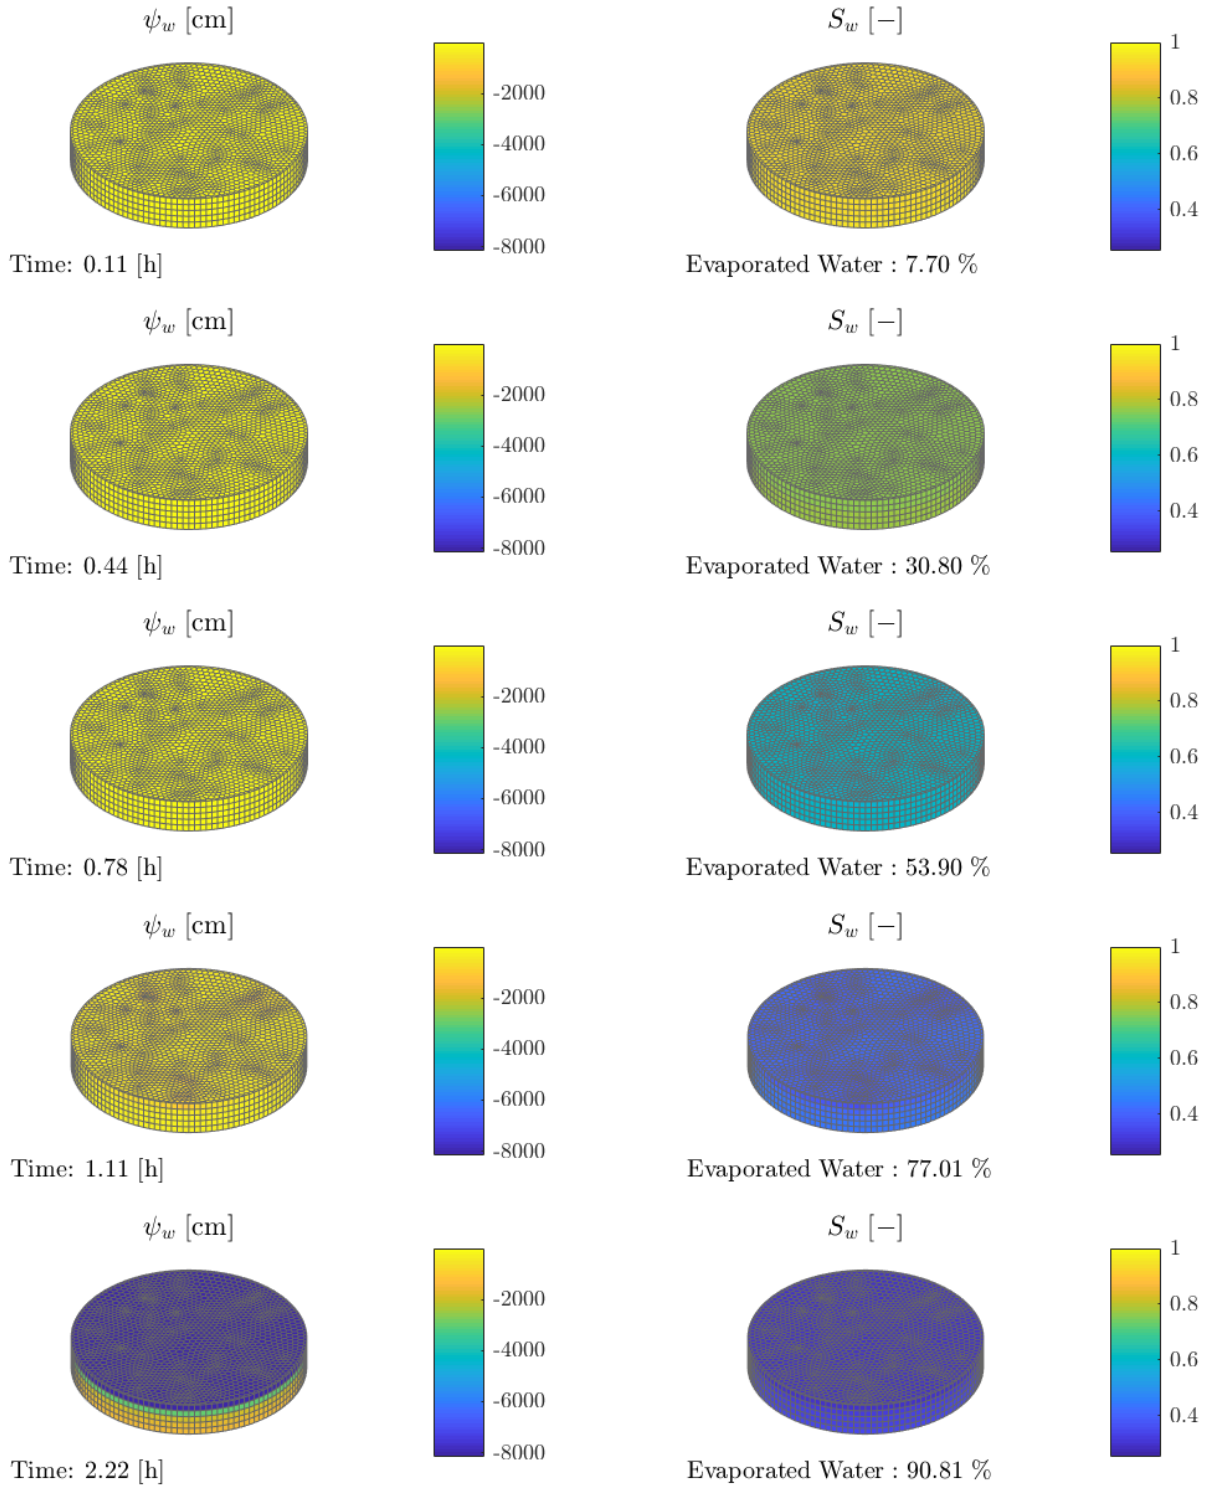 ψw [cm]
Sw [−]
-2000
-4000
-6000
-8000
1
0.8
0.6
0.4
Time: 0.11 [h]
Evaporated Water : 7.70 %
ψw [cm]
Sw [−]
-2000
-4000
-6000
-8000
1
0.8
0.6
0.4
Time: 0.44 [h]
Evaporated Water : 30.80 %
ψw [cm]
Sw [−]
-2000
-4000
-6000
-8000
1
0.8
0.6
0.4
Time: 0.78 [h]
Evaporated Water : 53.90 %
ψw [cm]
Sw [−]
-2000
-4000
-6000
-8000
1
0.8
0.6
0.4
Time: 1.11 [h]
Evaporated Water : 77.01 %
ψw [cm]
Sw [−]
-2000
-4000
-6000
-8000
1
0.8
0.6
0.4
Time: 2.22 [h]
Evaporated Water : 90.81 %